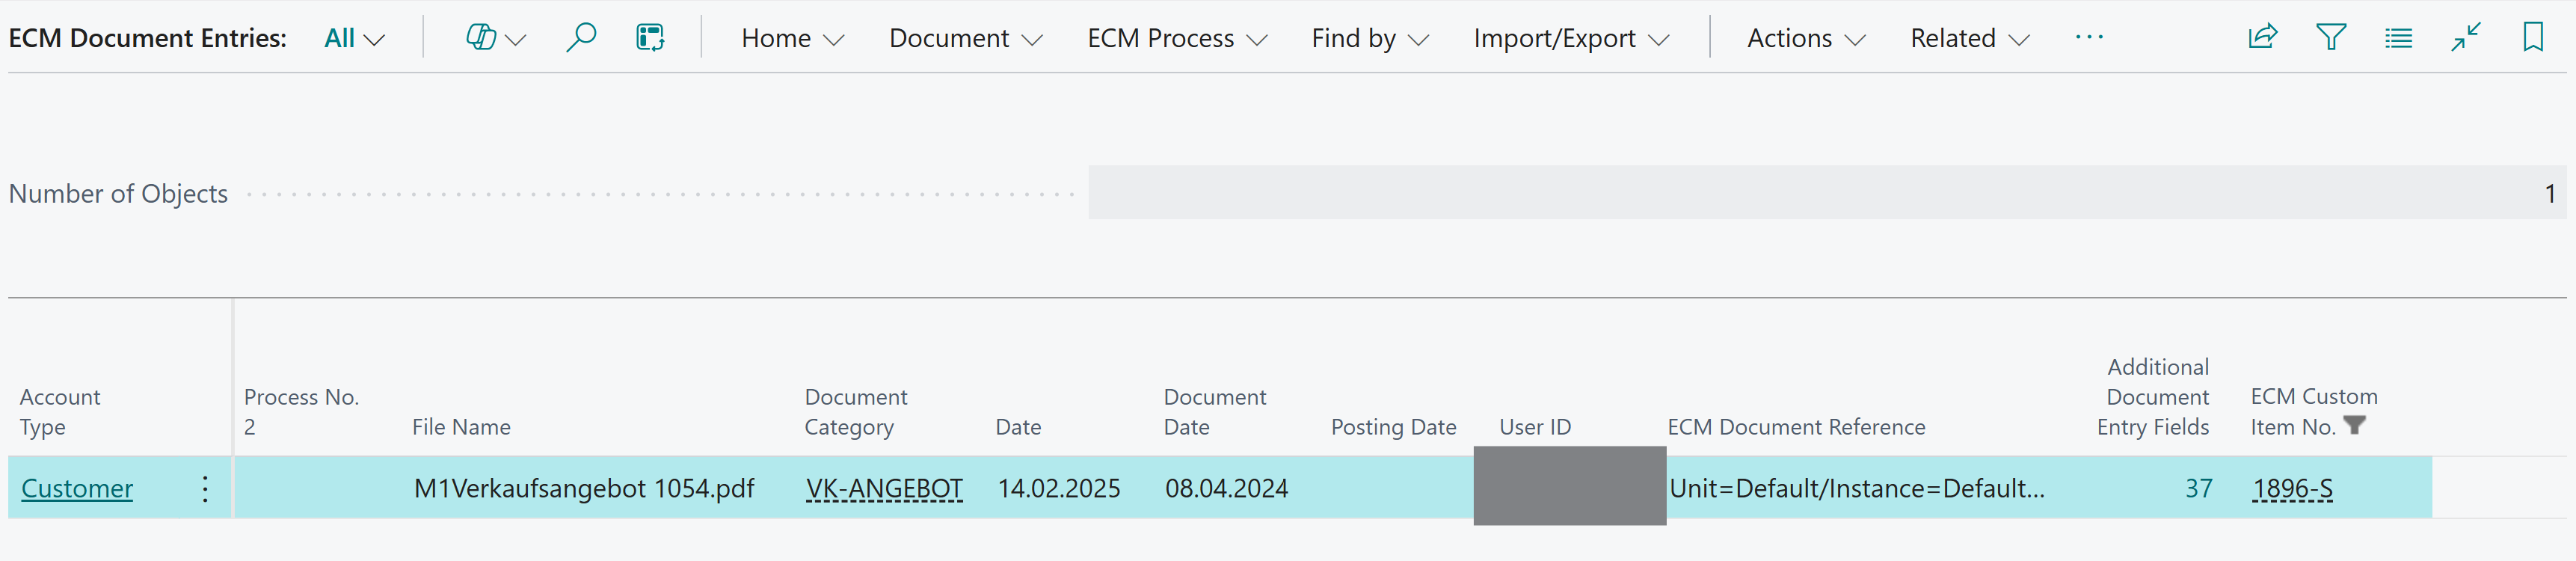 ECM Document Entries: All Home Document ECM Process Find by Import/Export Actions Related ...
Number of Objects 1
Account Type Process No. 2 File Name Document Category Date Document Date Posting Date User ID ECM Document Reference Additional Document Entry Fields ECM Custom Item No.
Customer M1Verkaufsangebot 1054.pdf VK-ANGEBOT 14.02.2025 08.04.2024 Unit=Default/Instance=Default... 37 1896-S